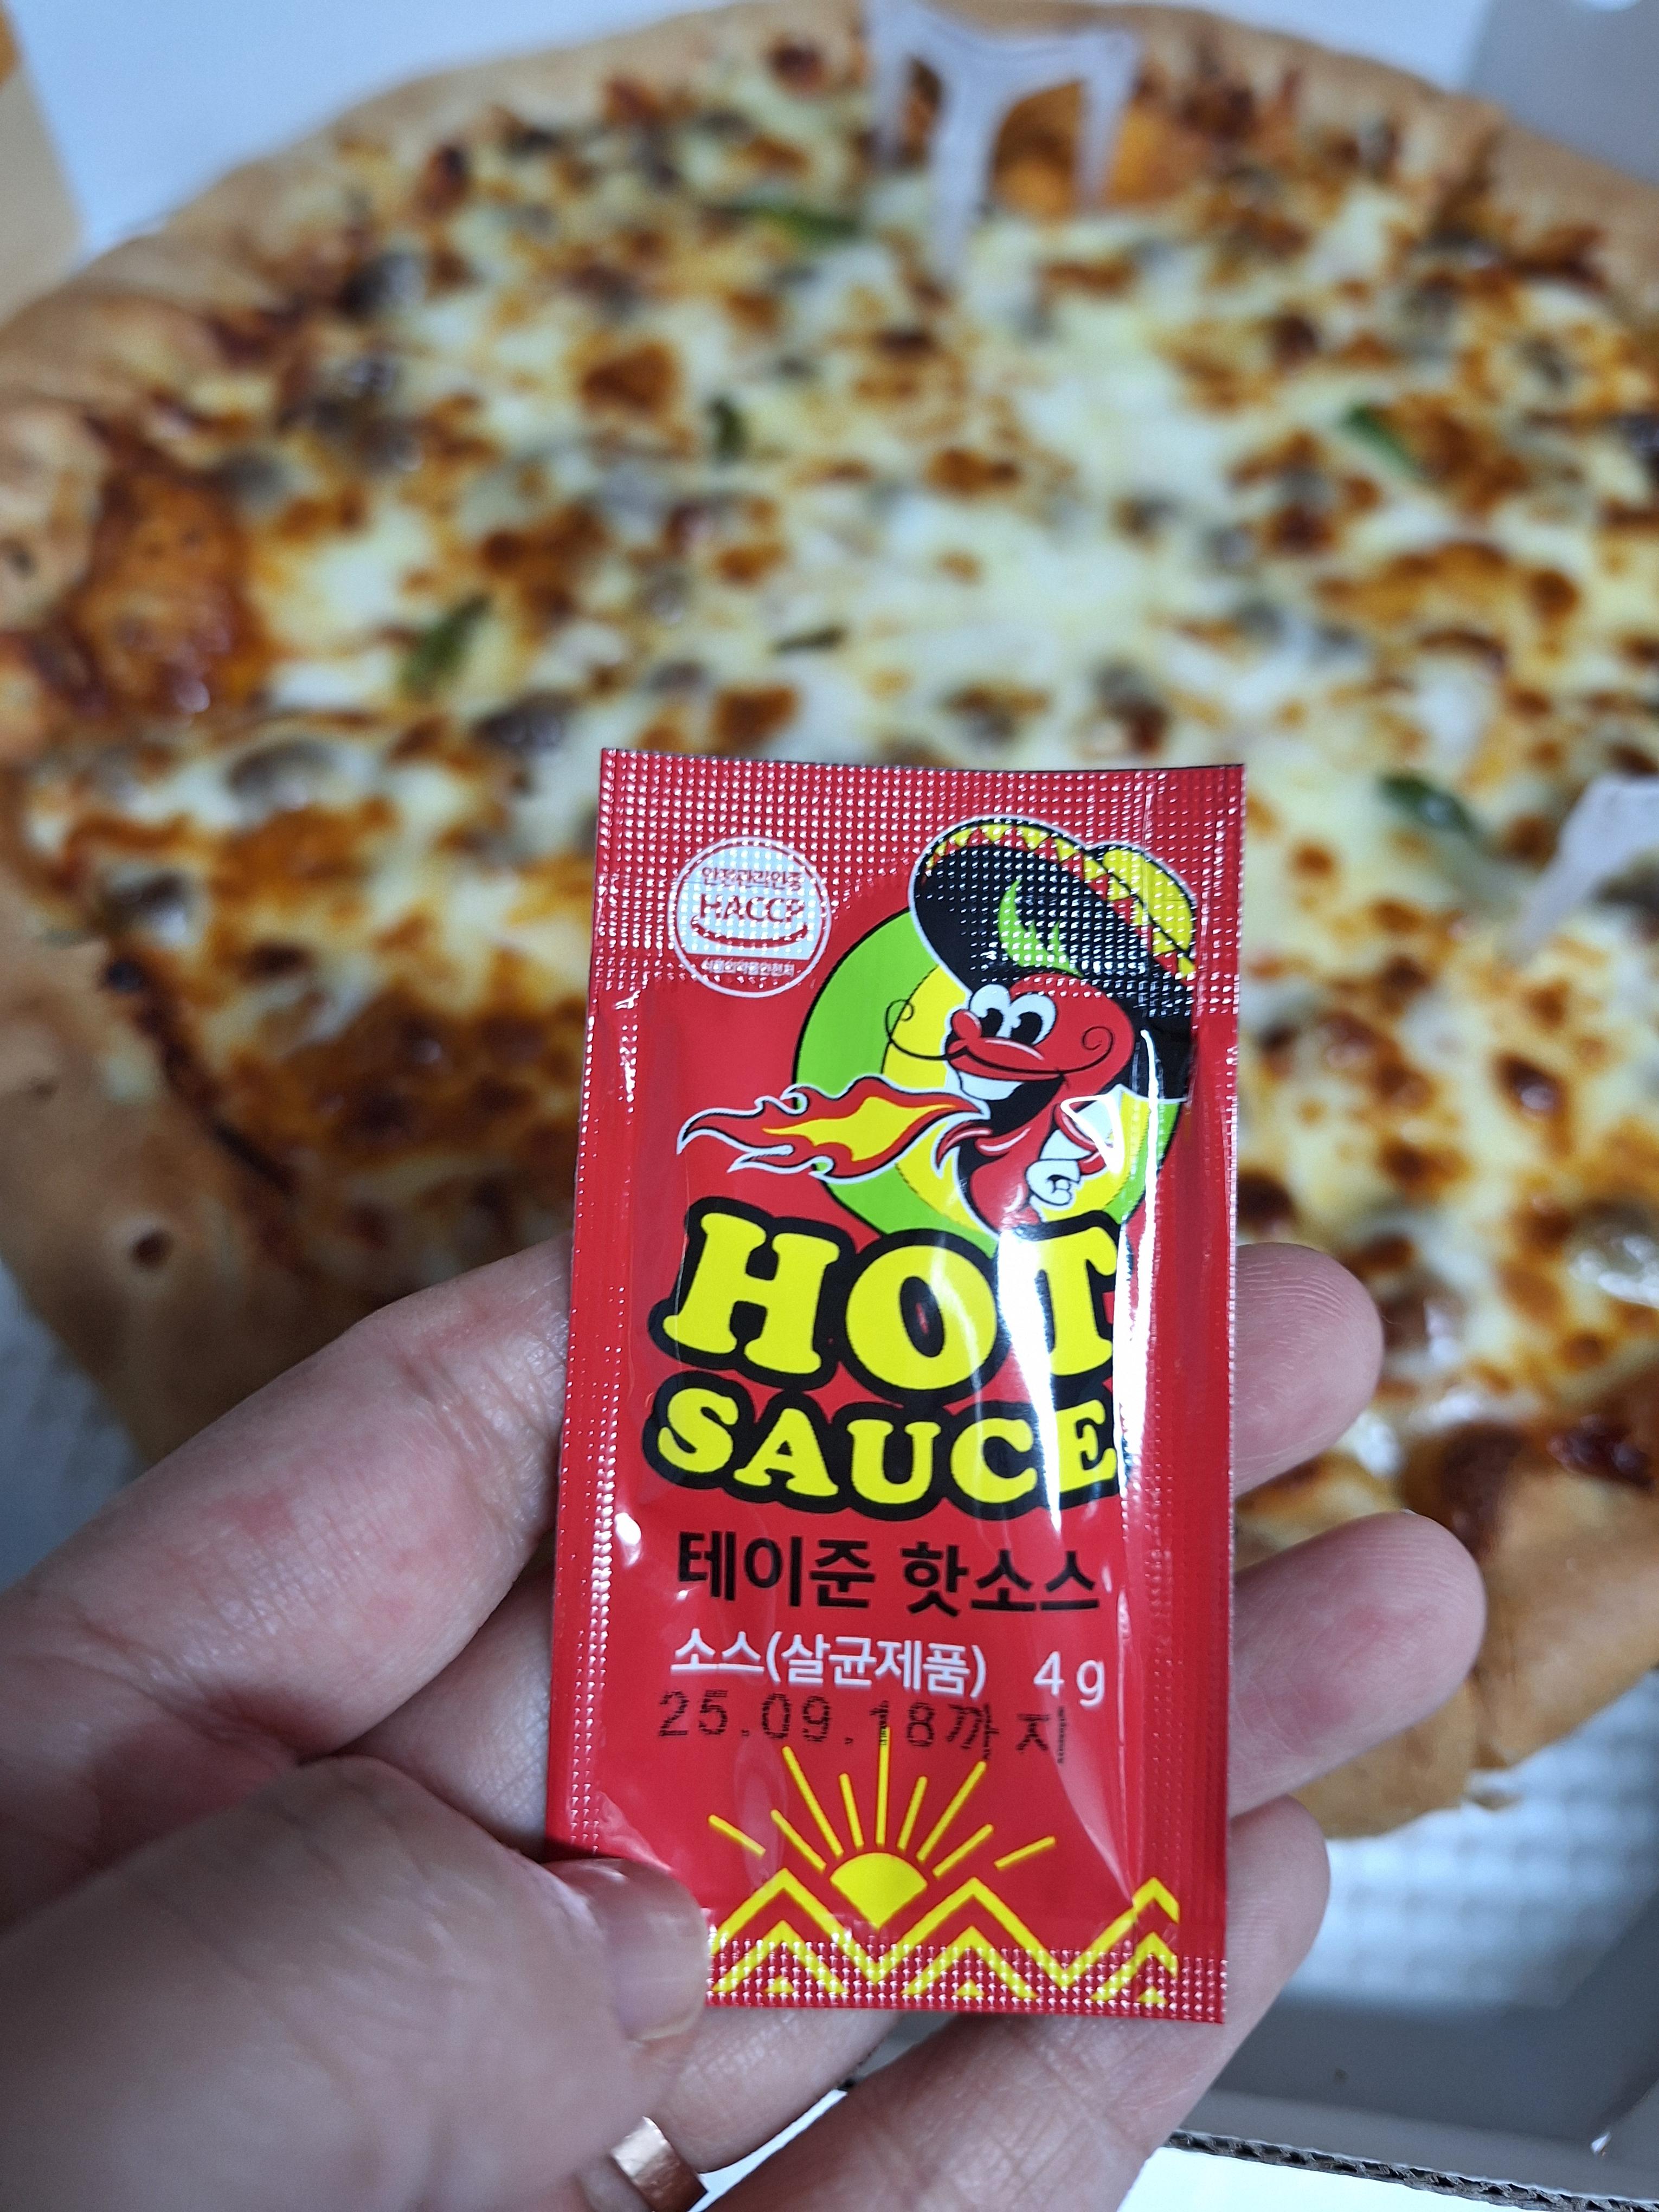 안전관리인증
HACCP
식품의약품안전처
HOT
SAUCE
테이준 핫소스
소스(살균제품) 4g
25.09.18까지